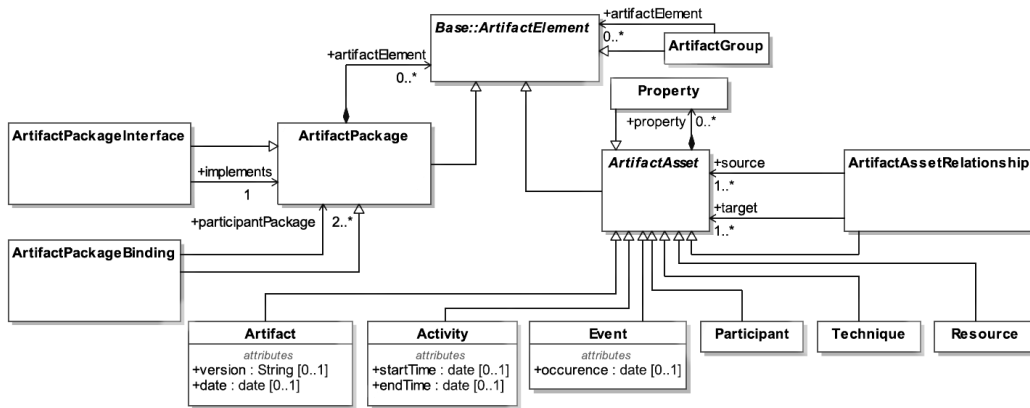 +artifactElement
Base::ArtifactElement
0..*
ArtifactGroup
+artifactElement
0..*
Property
+property
0..*
ArtifactPackageInterface
ArtifactPackage
ArtifactAsset
ArtifactAssetRelationship
+source
1..*
+implements
1
+target
1..*
+participantPackage
2..*
ArtifactPackageBinding
Artifact
attributes
+version : String [0..1]
+date : date [0..1]
Activity
attributes
+startTime : date [0..1]
+endTime : date [0..1]
Event
attributes
+occurence : date [0..1]
Participant
Technique
Resource